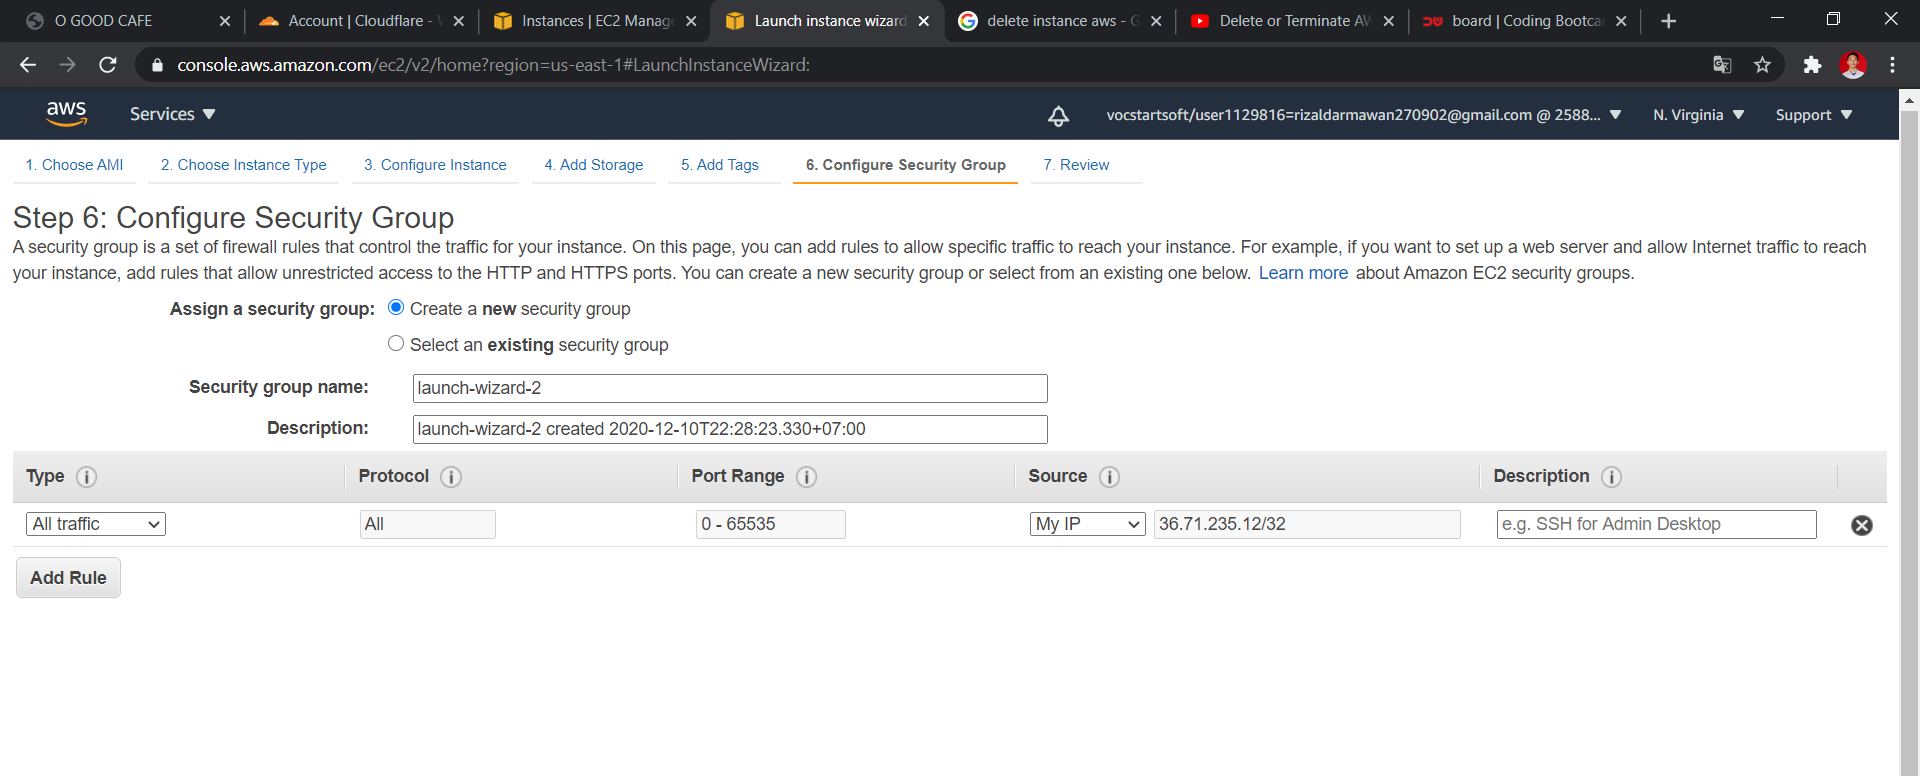 O GOOD CAFE
Account | Cloudflare -
Instances | EC2 Manag
Launch instance wizard
delete instance aws - G
Delete or Terminate AW
board | Coding Bootca
console.aws.amazon.com/ec2/v2/home?region=us-east-1#LaunchInstanceWizard:
aws
Services
vocstartsoft/user1129816=rizaldarmawan270902@gmail.com @ 2588...
N. Virginia
Support
1. Choose AMI
2. Choose Instance Type
3. Configure Instance
4. Add Storage
5. Add Tags
6. Configure Security Group
7. Review
Step 6: Configure Security Group
A security group is a set of firewall rules that control the traffic for your instance. On this page, you can add rules to allow specific traffic to reach your instance. For example, if you want to set up a web server and allow Internet traffic to reach
your instance, add rules that allow unrestricted access to the HTTP and HTTPS ports. You can create a new security group or select from an existing one below. Learn more about Amazon EC2 security groups.
Assign a security group: Create a new security group
Select an existing security group
Security group name: launch-wizard-2
Description: launch-wizard-2 created 2020-12-10T22:28:23.330+07:00
Type Protocol Port Range Source Description
All traffic All 0 - 65535 My IP 36.71.235.12/32 e.g. SSH for Admin Desktop
Add Rule